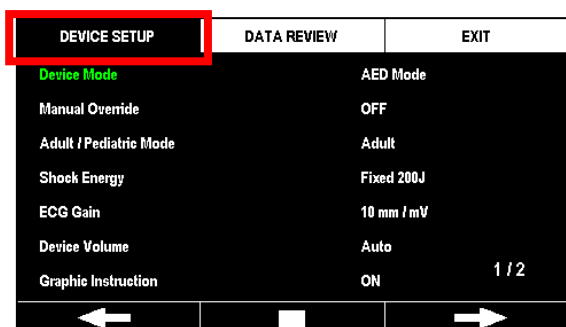 DEVICE SETUP DATA REVIEW EXIT
Device Mode AED Mode
Manual Override OFF
Adult / Pediatric Mode Adult
Shock Energy Fixed 200J
ECG Gain 10 mm / mV
Device Volume Auto
Graphic Instruction ON
1 / 2